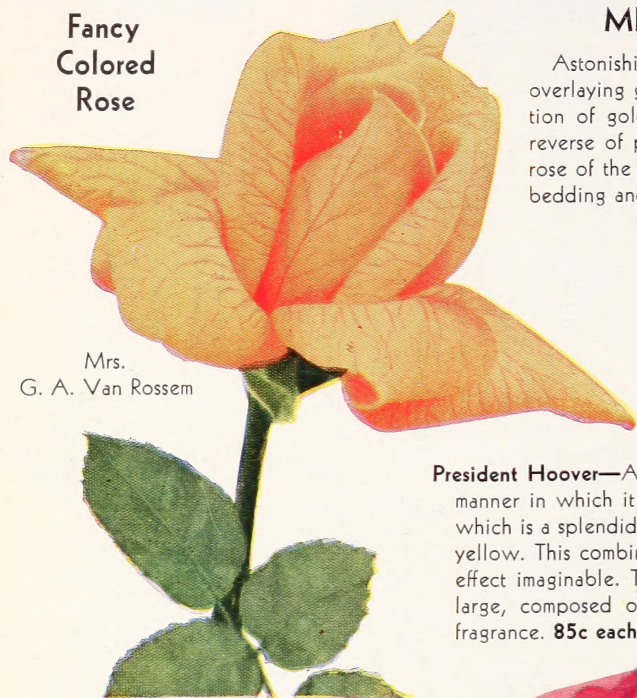 Fancy
Colored
Rose
Astonishi
overlaying
tion of gol
reverse of
rose of the
bedding an
Mrs.
G. A. Van Rossem
President Hoover—A
manner in which it
which is a splendid
yellow. This combi
effect imaginable. T
large, composed o
fragrance. 85c each